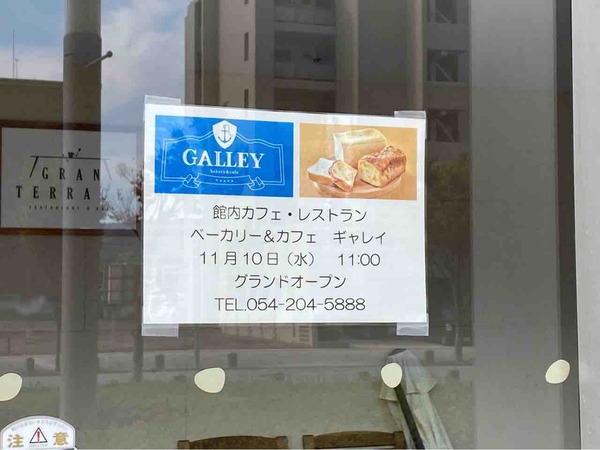 GALLEY
bakery&cafe
館内カフェ・レストラン
ベーカリー＆カフェ　ギャレイ
11月10日（水）　11:00
グランドオープン
TEL.054-204-5888
GRAN
TERRA
注意